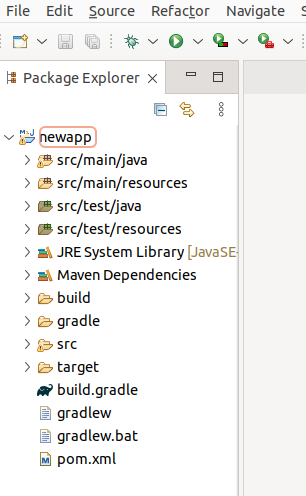 File Edit Source Refactor Navigate
Package Explorer
newapp
src/main/java
src/main/resources
src/test/java
src/test/resources
JRE System Library [JavaSE-
Maven Dependencies
build
gradle
src
target
build.gradle
gradlew
gradlew.bat
pom.xml